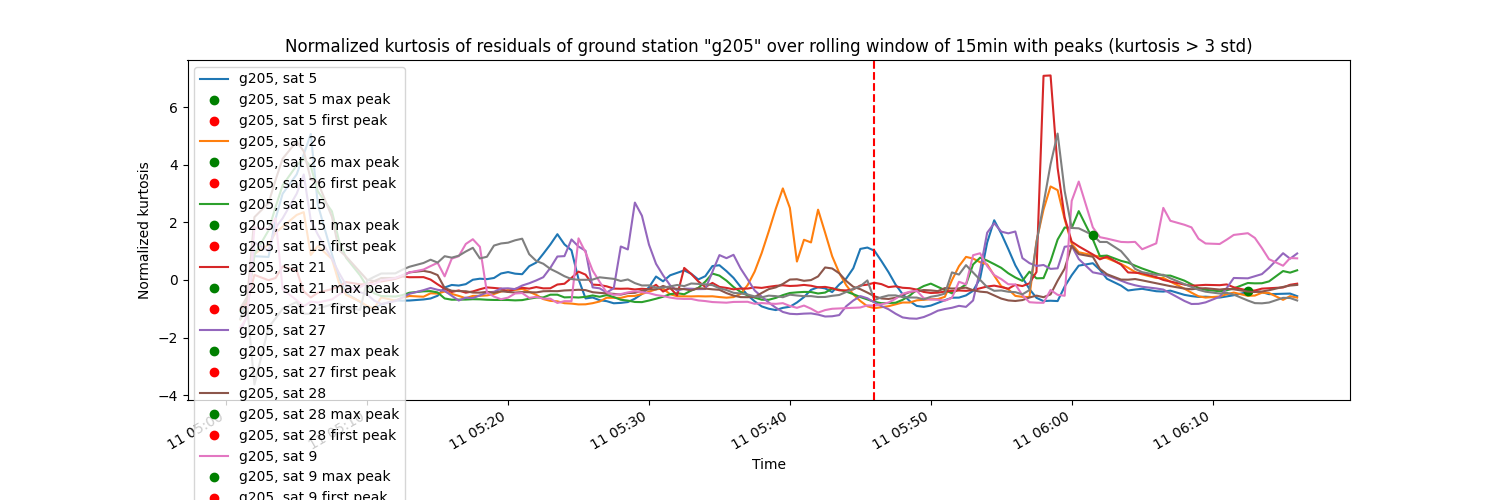 Normalized kurtosis of residuals of ground station "g205" over rolling window of 15min with peaks (kurtosis > 3 std)
Normalized kurtosis
6
4
2
0
−2
−4
g205, sat 5
g205, sat 5 max peak
g205, sat 5 first peak
g205, sat 26
g205, sat 26 max peak
g205, sat 26 first peak
g205, sat 15
g205, sat 15 max peak
g205, sat 15 first peak
g205, sat 21
g205, sat 21 max peak
g205, sat 21 first peak
g205, sat 27
g205, sat 27 max peak
g205, sat 27 first peak
g205, sat 28
g205, sat 28 max peak
g205, sat 28 first peak
g205, sat 9
g205, sat 9 max peak
g205, sat 9 first peak
11 05:00
11 05:10
11 05:20
11 05:30
11 05:40
11 05:50
11 06:00
11 06:10
Time